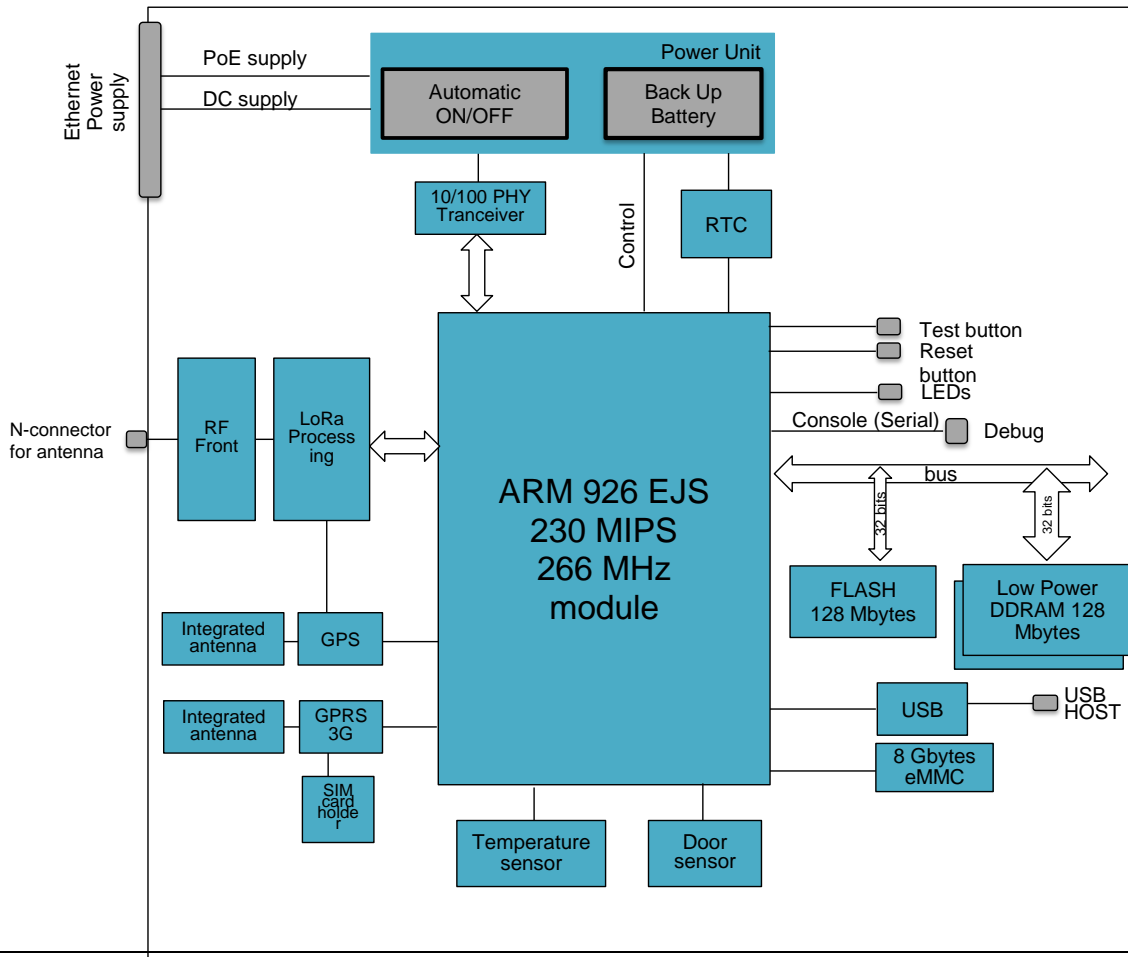 Ethernet
Power
supply
PoE supply
DC supply
Power Unit
Automatic
ON/OFF
Back Up
Battery
10/100 PHY
Tranceiver
Control
RTC
Test button
Reset
button
LEDs
Console (Serial)
Debug
N-connector
for antenna
RF
Front
LoRa
Process
ing
ARM 926 EJS
230 MIPS
266 MHz
module
bus
32 bits
32 bits
FLASH
128 Mbytes
Low Power
DDRAM 128
Mbytes
Integrated
antenna
GPS
Integrated
antenna
GPRS
3G
SIM
card
holde
r
USB
USB
HOST
8 Gbytes
eMMC
Temperature
sensor
Door
sensor